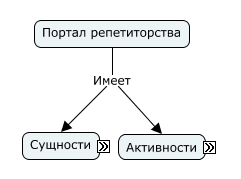 Портал репетиторства
Имеет
Сущности
Активности